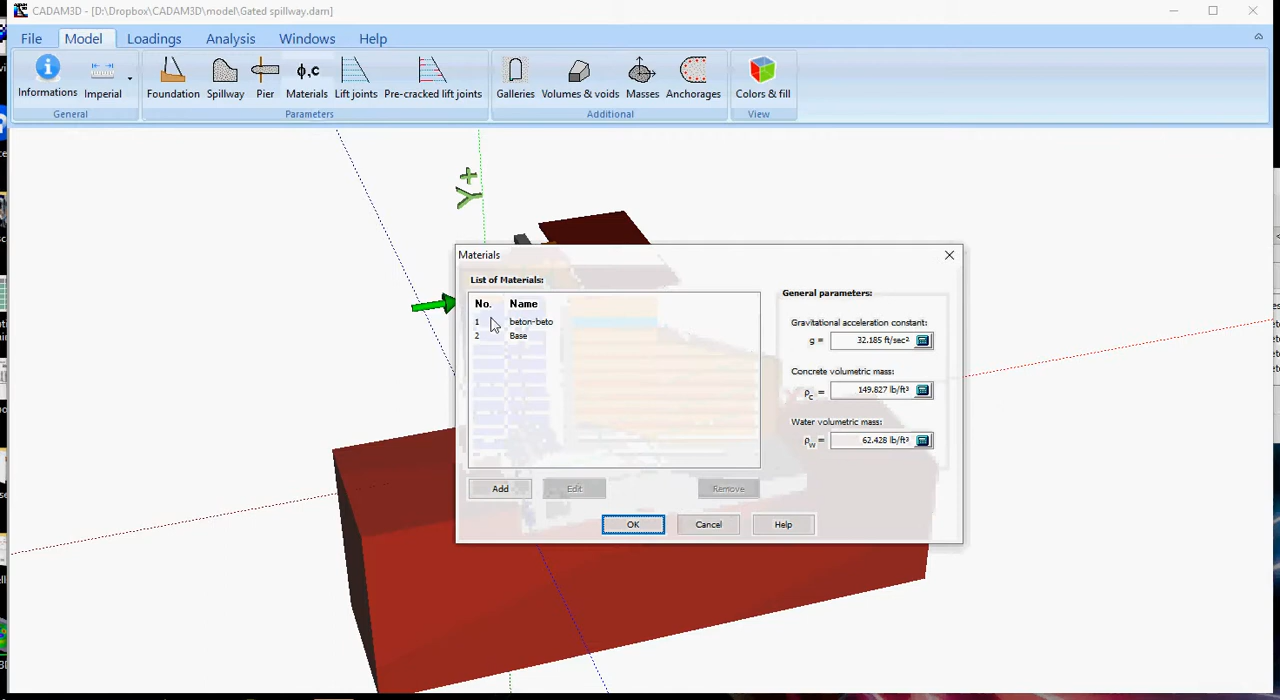 CADAM3D - [D:\Dropbox\CADAM3D\model\Gated spillway.dam]
File Model Loadings Analysis Windows Help
Informations Imperial Foundation Spillway Pier Materials Lift joints Pre-cracked lift joints Galleries Volumes & voids Masses Anchorages Colors & fill
ϕ,c
General Parameters Additional View
Y+
Materials
List of Materials:
No. Name
1 beton-beto
2 Base
Add Edit Remove
General parameters:
Gravitational acceleration constant:
g = 32.185 ft/sec²
Concrete volumetric mass:
ρc = 149.827 lb/ft³
Water volumetric mass:
ρw = 62.428 lb/ft³
OK Cancel Help